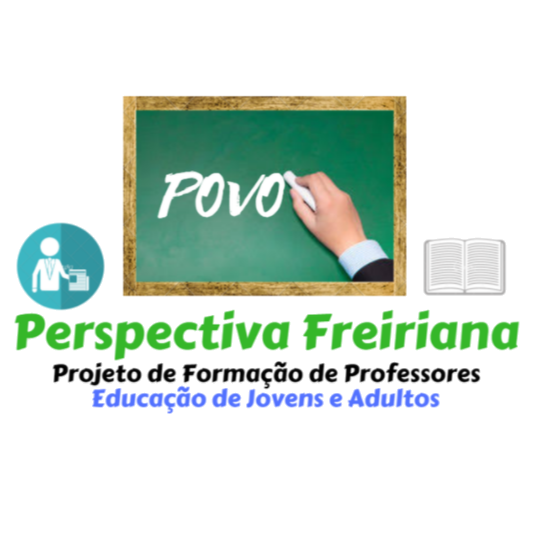 POVO
Perspectiva Freiriana
Projeto de Formação de Professores
Educação de Jovens e Adultos